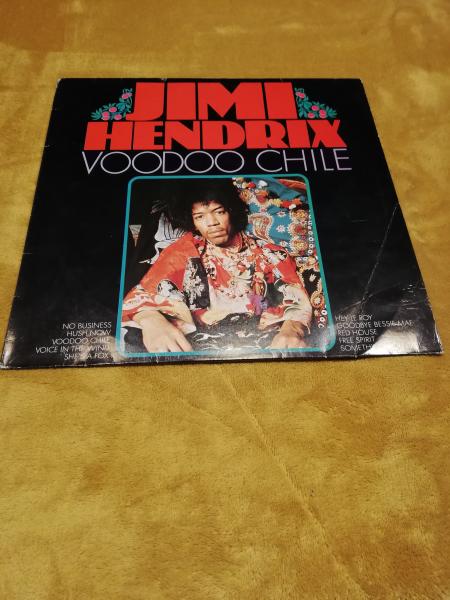 JIMI
HENDRIX
VOODOO CHILE
NO BUSINESS
HUSH NOW
VOODOO CHILE
VOICE IN THE WIND
SHE'S A FOX
HEY LE ROY
GOODBYE BESSIE MAE
RED HOUSE
FREE SPIRIT